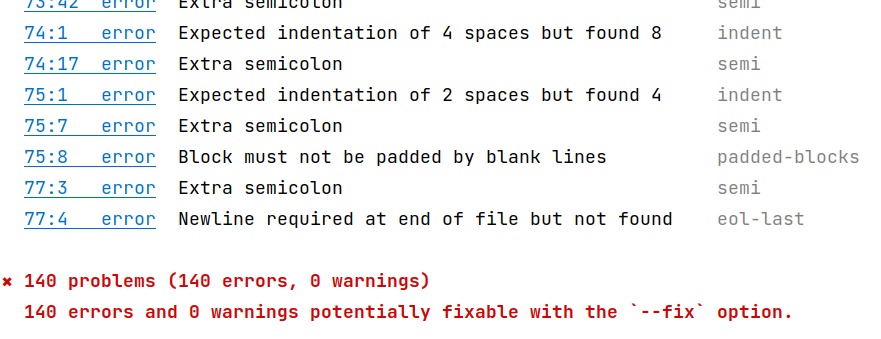 73:42  error  Extra semicolon  semi
74:1   error  Expected indentation of 4 spaces but found 8  indent
74:17  error  Extra semicolon  semi
75:1   error  Expected indentation of 2 spaces but found 4  indent
75:7   error  Extra semicolon  semi
75:8   error  Block must not be padded by blank lines  padded-blocks
77:3   error  Extra semicolon  semi
77:4   error  Newline required at end of file but not found  eol-last
✖ 140 problems (140 errors, 0 warnings)
140 errors and 0 warnings potentially fixable with the `--fix` option.